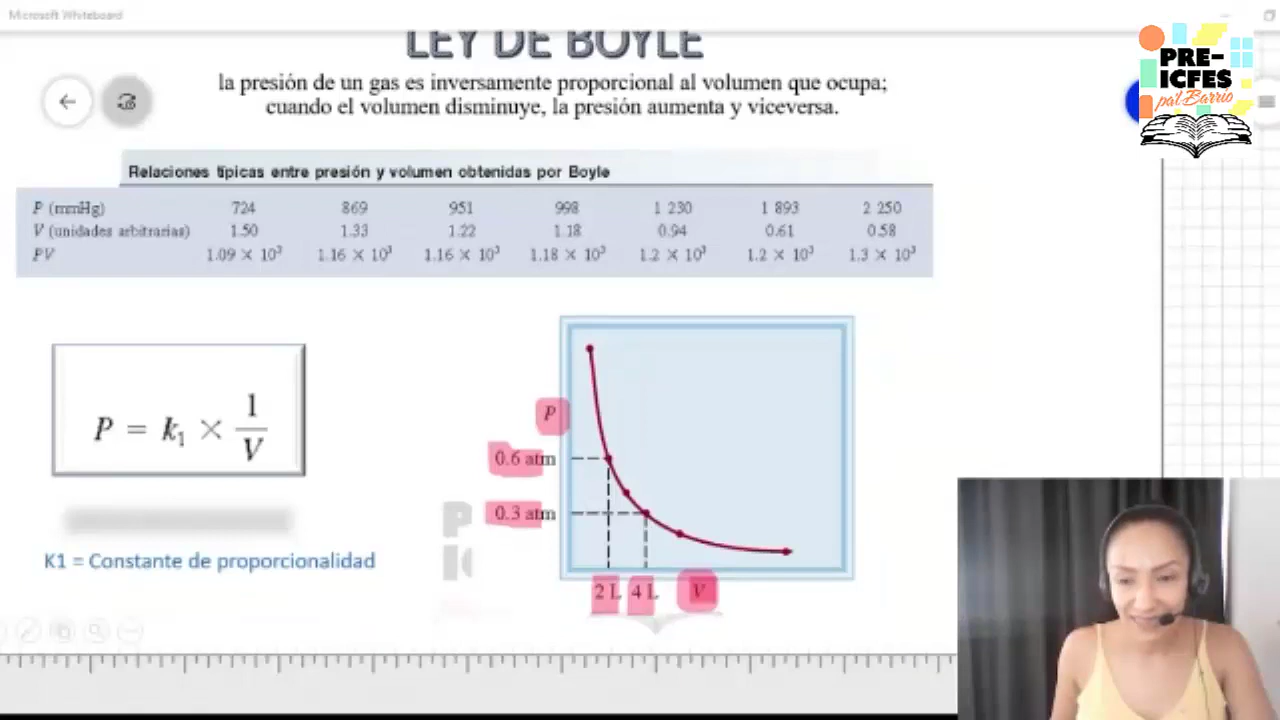 Microsoft Whiteboard
LEY DE BOYLE
la presión de un gas es inversamente proporcional al volumen que ocupa;
cuando el volumen disminuye, la presión aumenta y viceversa.
PRE-
ICFES
pa'l Barrio
Relaciones típicas entre presión y volumen obtenidas por Boyle
P (mmHg) 724 869 951 998 1 230 1 893 2 250
V (unidades arbitrarias) 1.50 1.33 1.22 1.18 0.94 0.61 0.58
PV 1.09 × 10³ 1.16 × 10³ 1.16 × 10³ 1.18 × 10³ 1.2 × 10³ 1.2 × 10³ 1.3 × 10³
P = k₁ × 1/V
K1 = Constante de proporcionalidad
P
0.6 atm
0.3 atm
2 L 4 L V